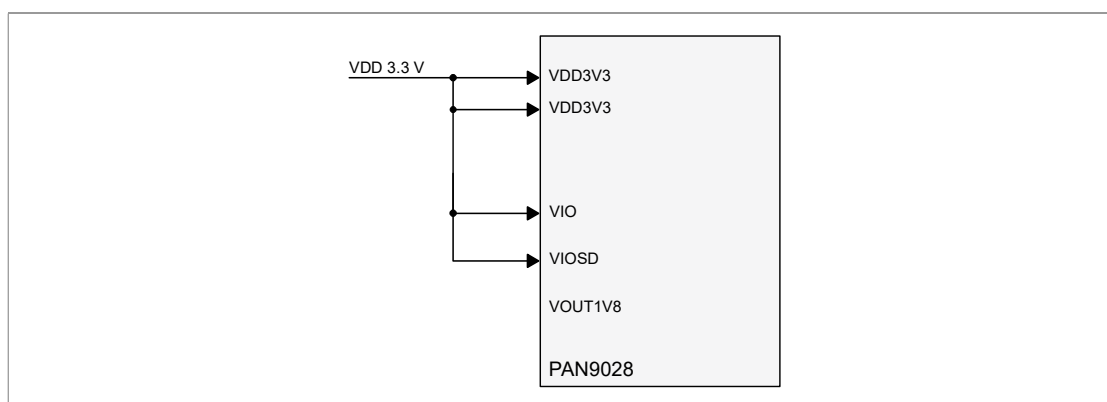 VDD 3.3 V
VDD3V3
VDD3V3
VIO
VIOSD
VOUT1V8
PAN9028